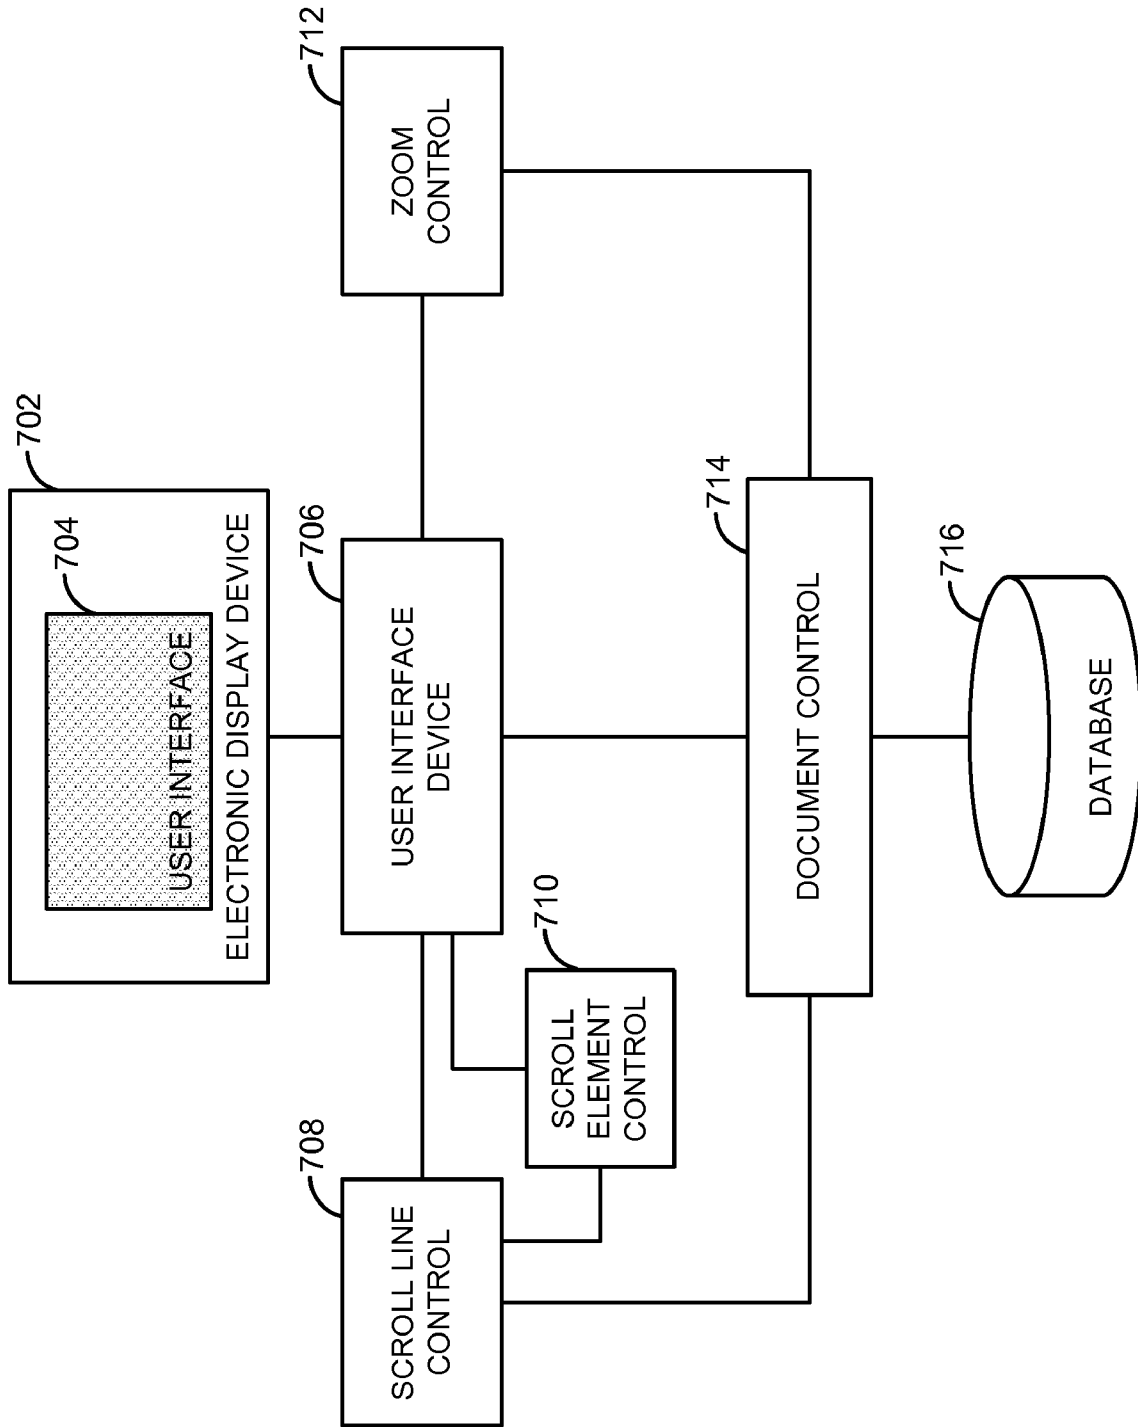 702
704
USER INTERFACE
ELECTRONIC DISPLAY DEVICE
708
SCROLL LINE
CONTROL
706
USER INTERFACE
DEVICE
712
ZOOM
CONTROL
710
SCROLL
ELEMENT
CONTROL
714
DOCUMENT CONTROL
716
DATABASE